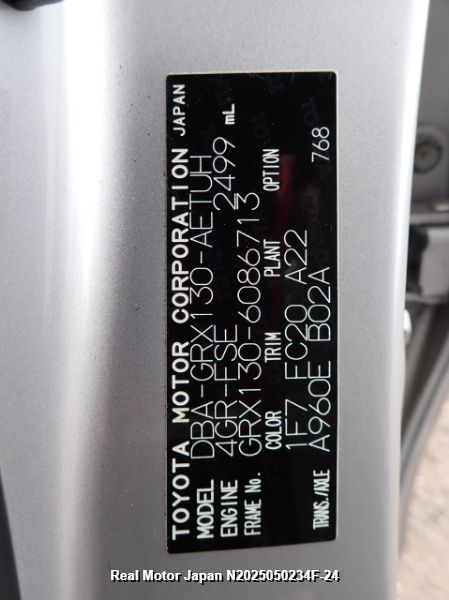 TOYOTA MOTOR CORPORATION JAPAN
MODEL DBA-GRX130-AETUH
ENGINE 4GR-FSE 2499 mL
FRAME No. GRX130-6086713
COLOR TRIM PLANT OPTION
1F7 FC20 A22
TRANS./AXLE A960E B02A 768
Real Motor Japan N2025050234F-24